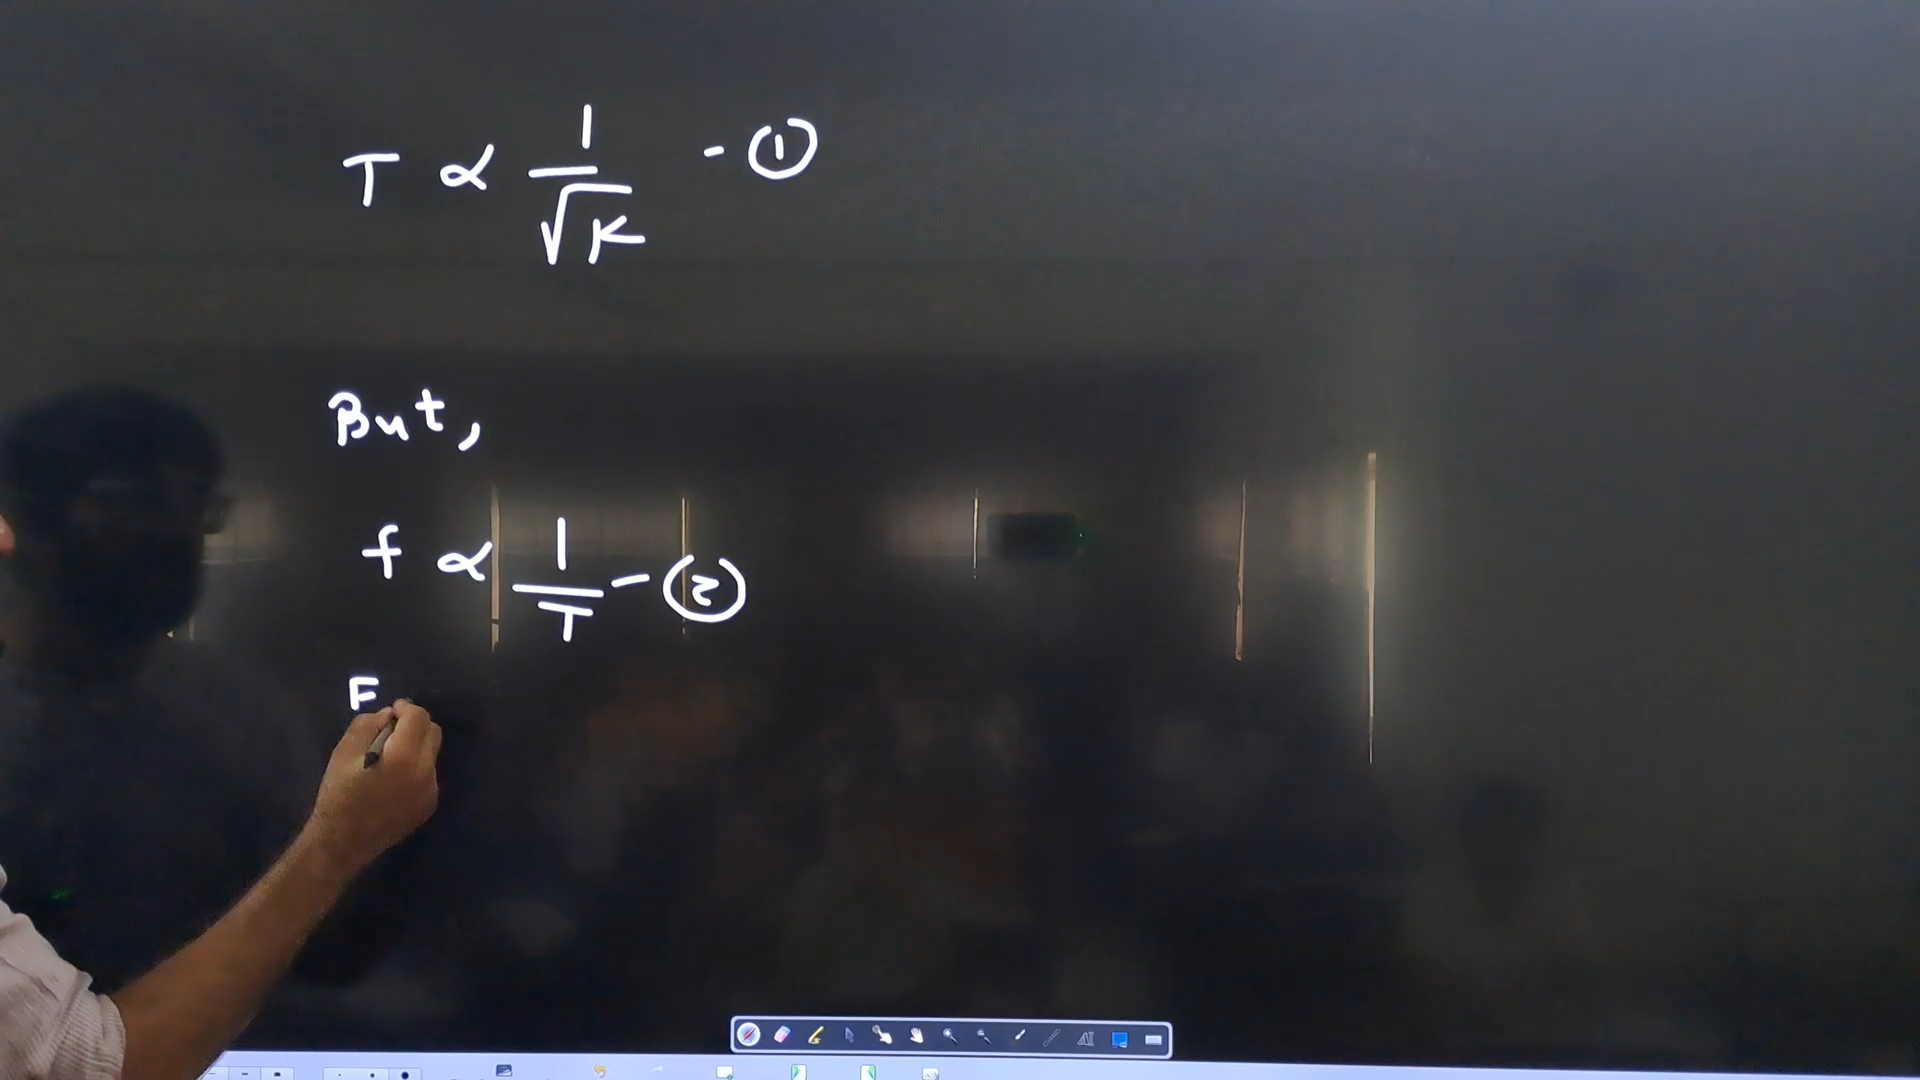 T ∝ 1/√K - ①
But,
f ∝ 1/T - ②
F